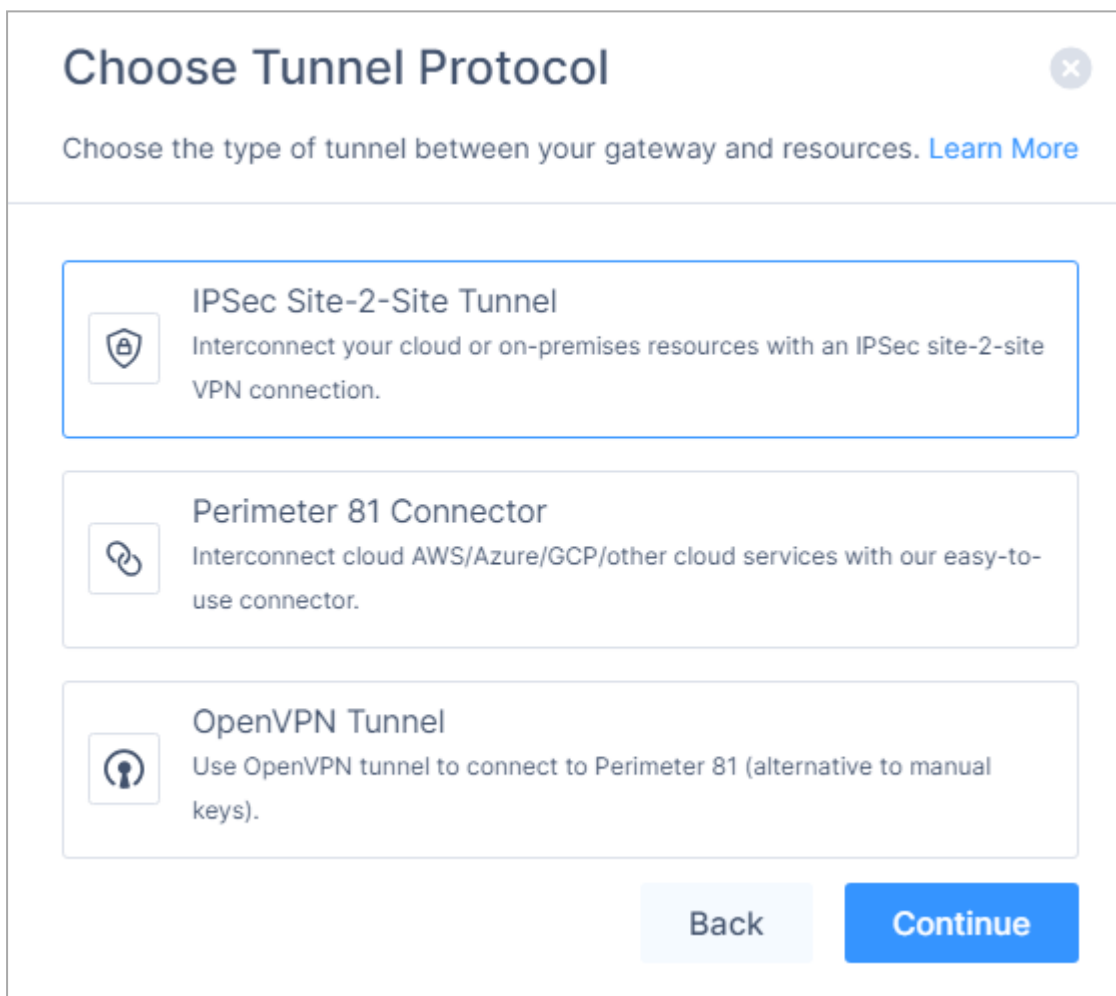 Choose Tunnel Protocol
Choose the type of tunnel between your gateway and resources. Learn More
IPSec Site-2-Site Tunnel
Interconnect your cloud or on-premises resources with an IPSec site-2-site
VPN connection.
Perimeter 81 Connector
Interconnect cloud AWS/Azure/GCP/other cloud services with our easy-to-
use connector.
OpenVPN Tunnel
Use OpenVPN tunnel to connect to Perimeter 81 (alternative to manual
keys).
Back
Continue